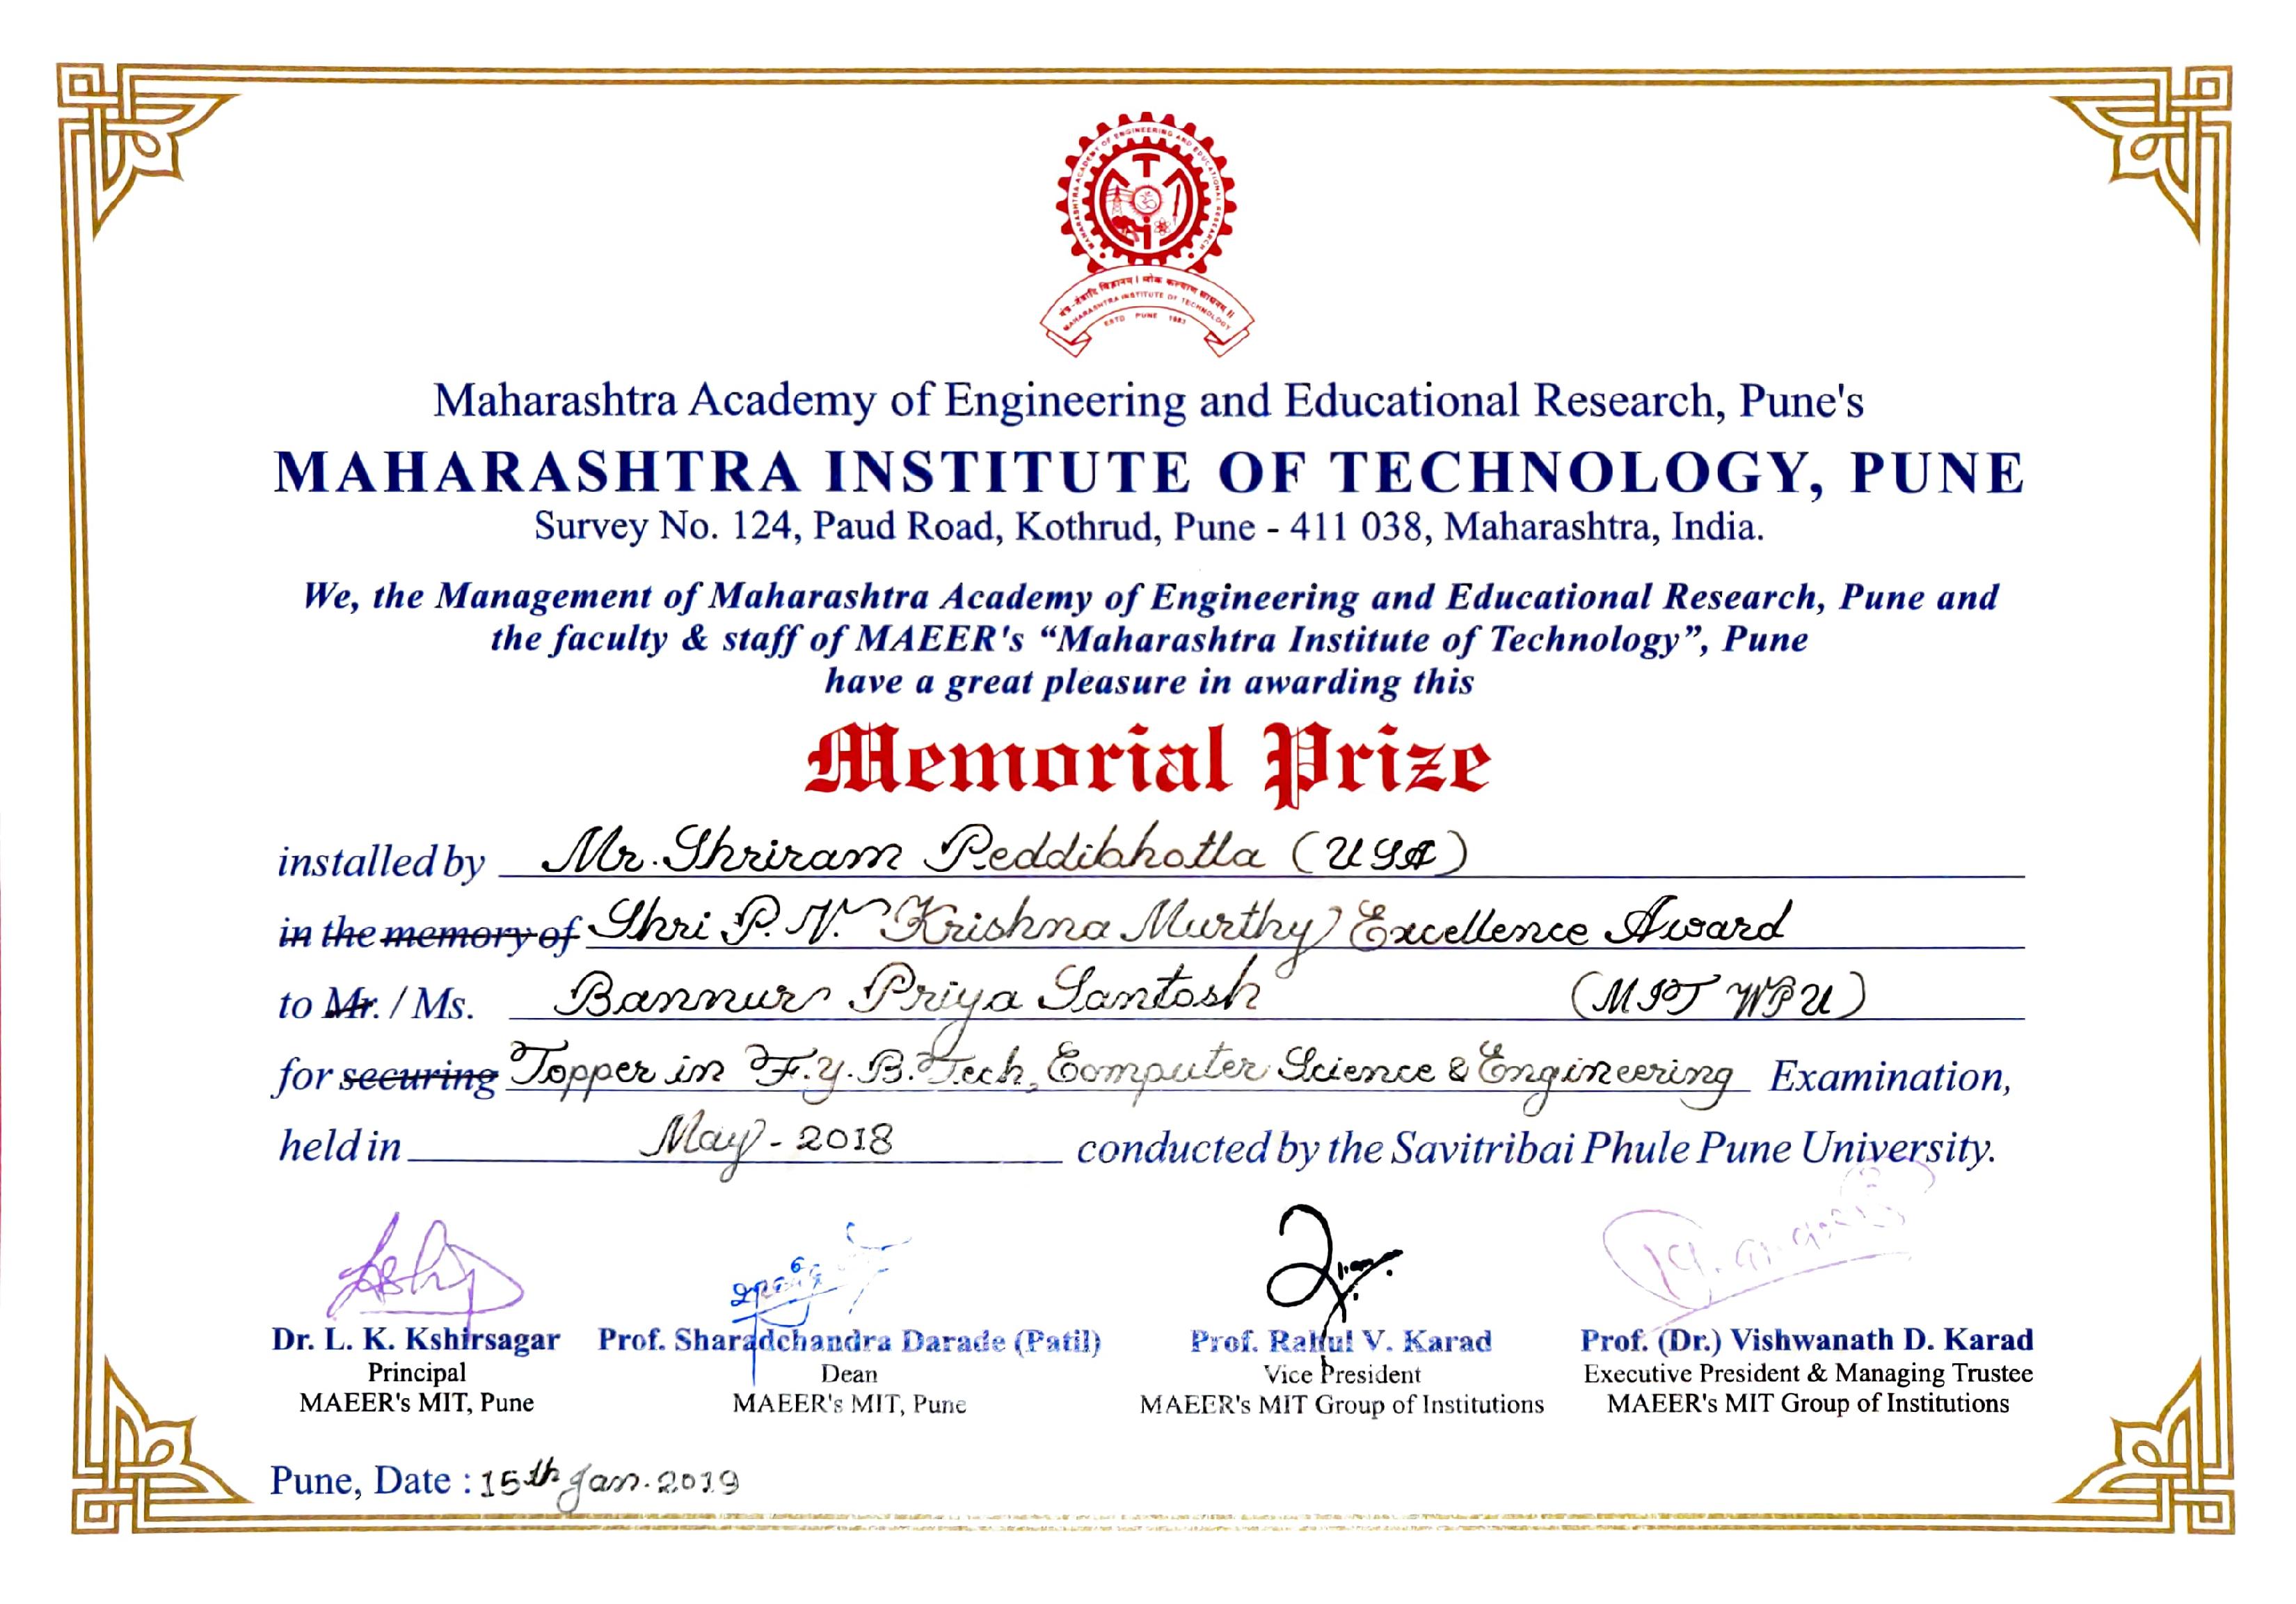 MAHARASHTRA ACADEMY OF ENGINEERING AND EDUCATIONAL RESEARCH
MAHARASHTRA INSTITUTE OF TECHNOLOGY
ESTD PUNE 1983
Maharashtra Academy of Engineering and Educational Research, Pune's
MAHARASHTRA INSTITUTE OF TECHNOLOGY, PUNE
Survey No. 124, Paud Road, Kothrud, Pune - 411 038, Maharashtra, India.
We, the Management of Maharashtra Academy of Engineering and Educational Research, Pune and
the faculty & staff of MAEER's “Maharashtra Institute of Technology”, Pune
have a great pleasure in awarding this
Memorial Prize
installed by Mr. Shriram Peddibhotla (USA)
in the memory of Shri P. N. Krishna Murthy Excellence Award
to Mr. / Ms. Bannur Priya Santosh (MIT WPU)
for securing Topper in F.Y. B.Tech, Computer Science & Engineering Examination,
held in May - 2018 conducted by the Savitribai Phule Pune University.
Dr. L. K. Kshirsagar Prof. Sharadchandra Darade (Patil) Prof. Rahul V. Karad Prof. (Dr.) Vishwanath D. Karad
Principal Dean Vice President Executive President & Managing Trustee
MAEER's MIT, Pune MAEER's MIT, Pune MAEER's MIT Group of Institutions MAEER's MIT Group of Institutions
Pune, Date : 15th Jan. 2019